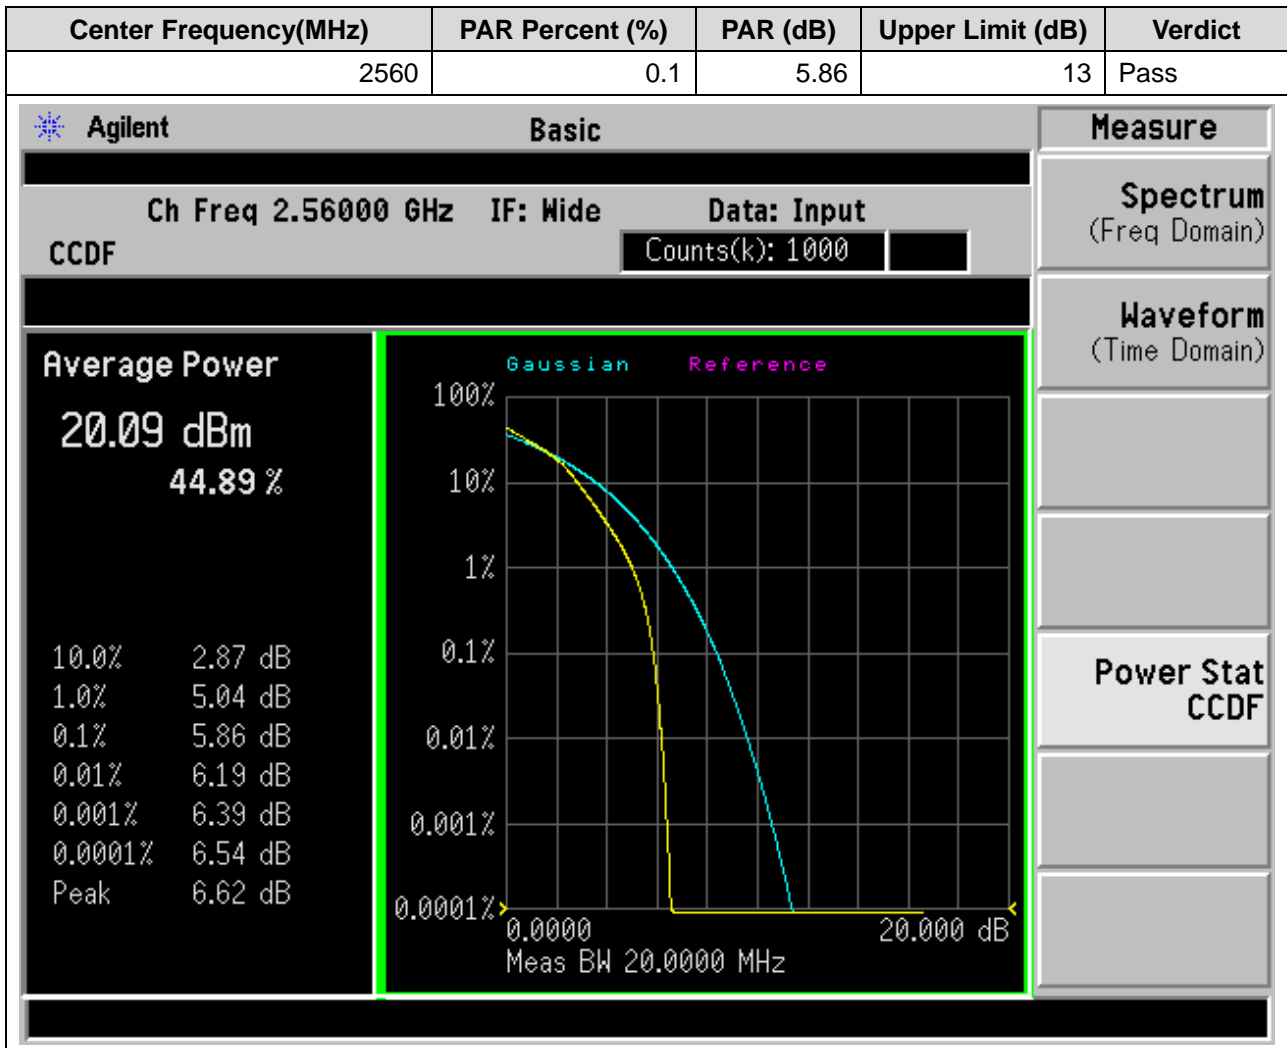 Center Frequency(MHz) PAR Percent (%) PAR (dB) Upper Limit (dB) Verdict
2560 0.1 5.86 13 Pass
Agilent Basic Measure
Ch Freq 2.56000 GHz IF: Wide Data: Input
CCDF Counts(k): 1000
Spectrum
(Freq Domain)
Waveform
(Time Domain)
Power Stat
CCDF
Average Power
20.09 dBm
44.89 %
10.0% 2.87 dB
1.0% 5.04 dB
0.1% 5.86 dB
0.01% 6.19 dB
0.001% 6.39 dB
0.0001% 6.54 dB
Peak 6.62 dB
Gaussian Reference
100%
10%
1%
0.1%
0.01%
0.001%
0.0001%
0.0000 20.000 dB
Meas BW 20.0000 MHz